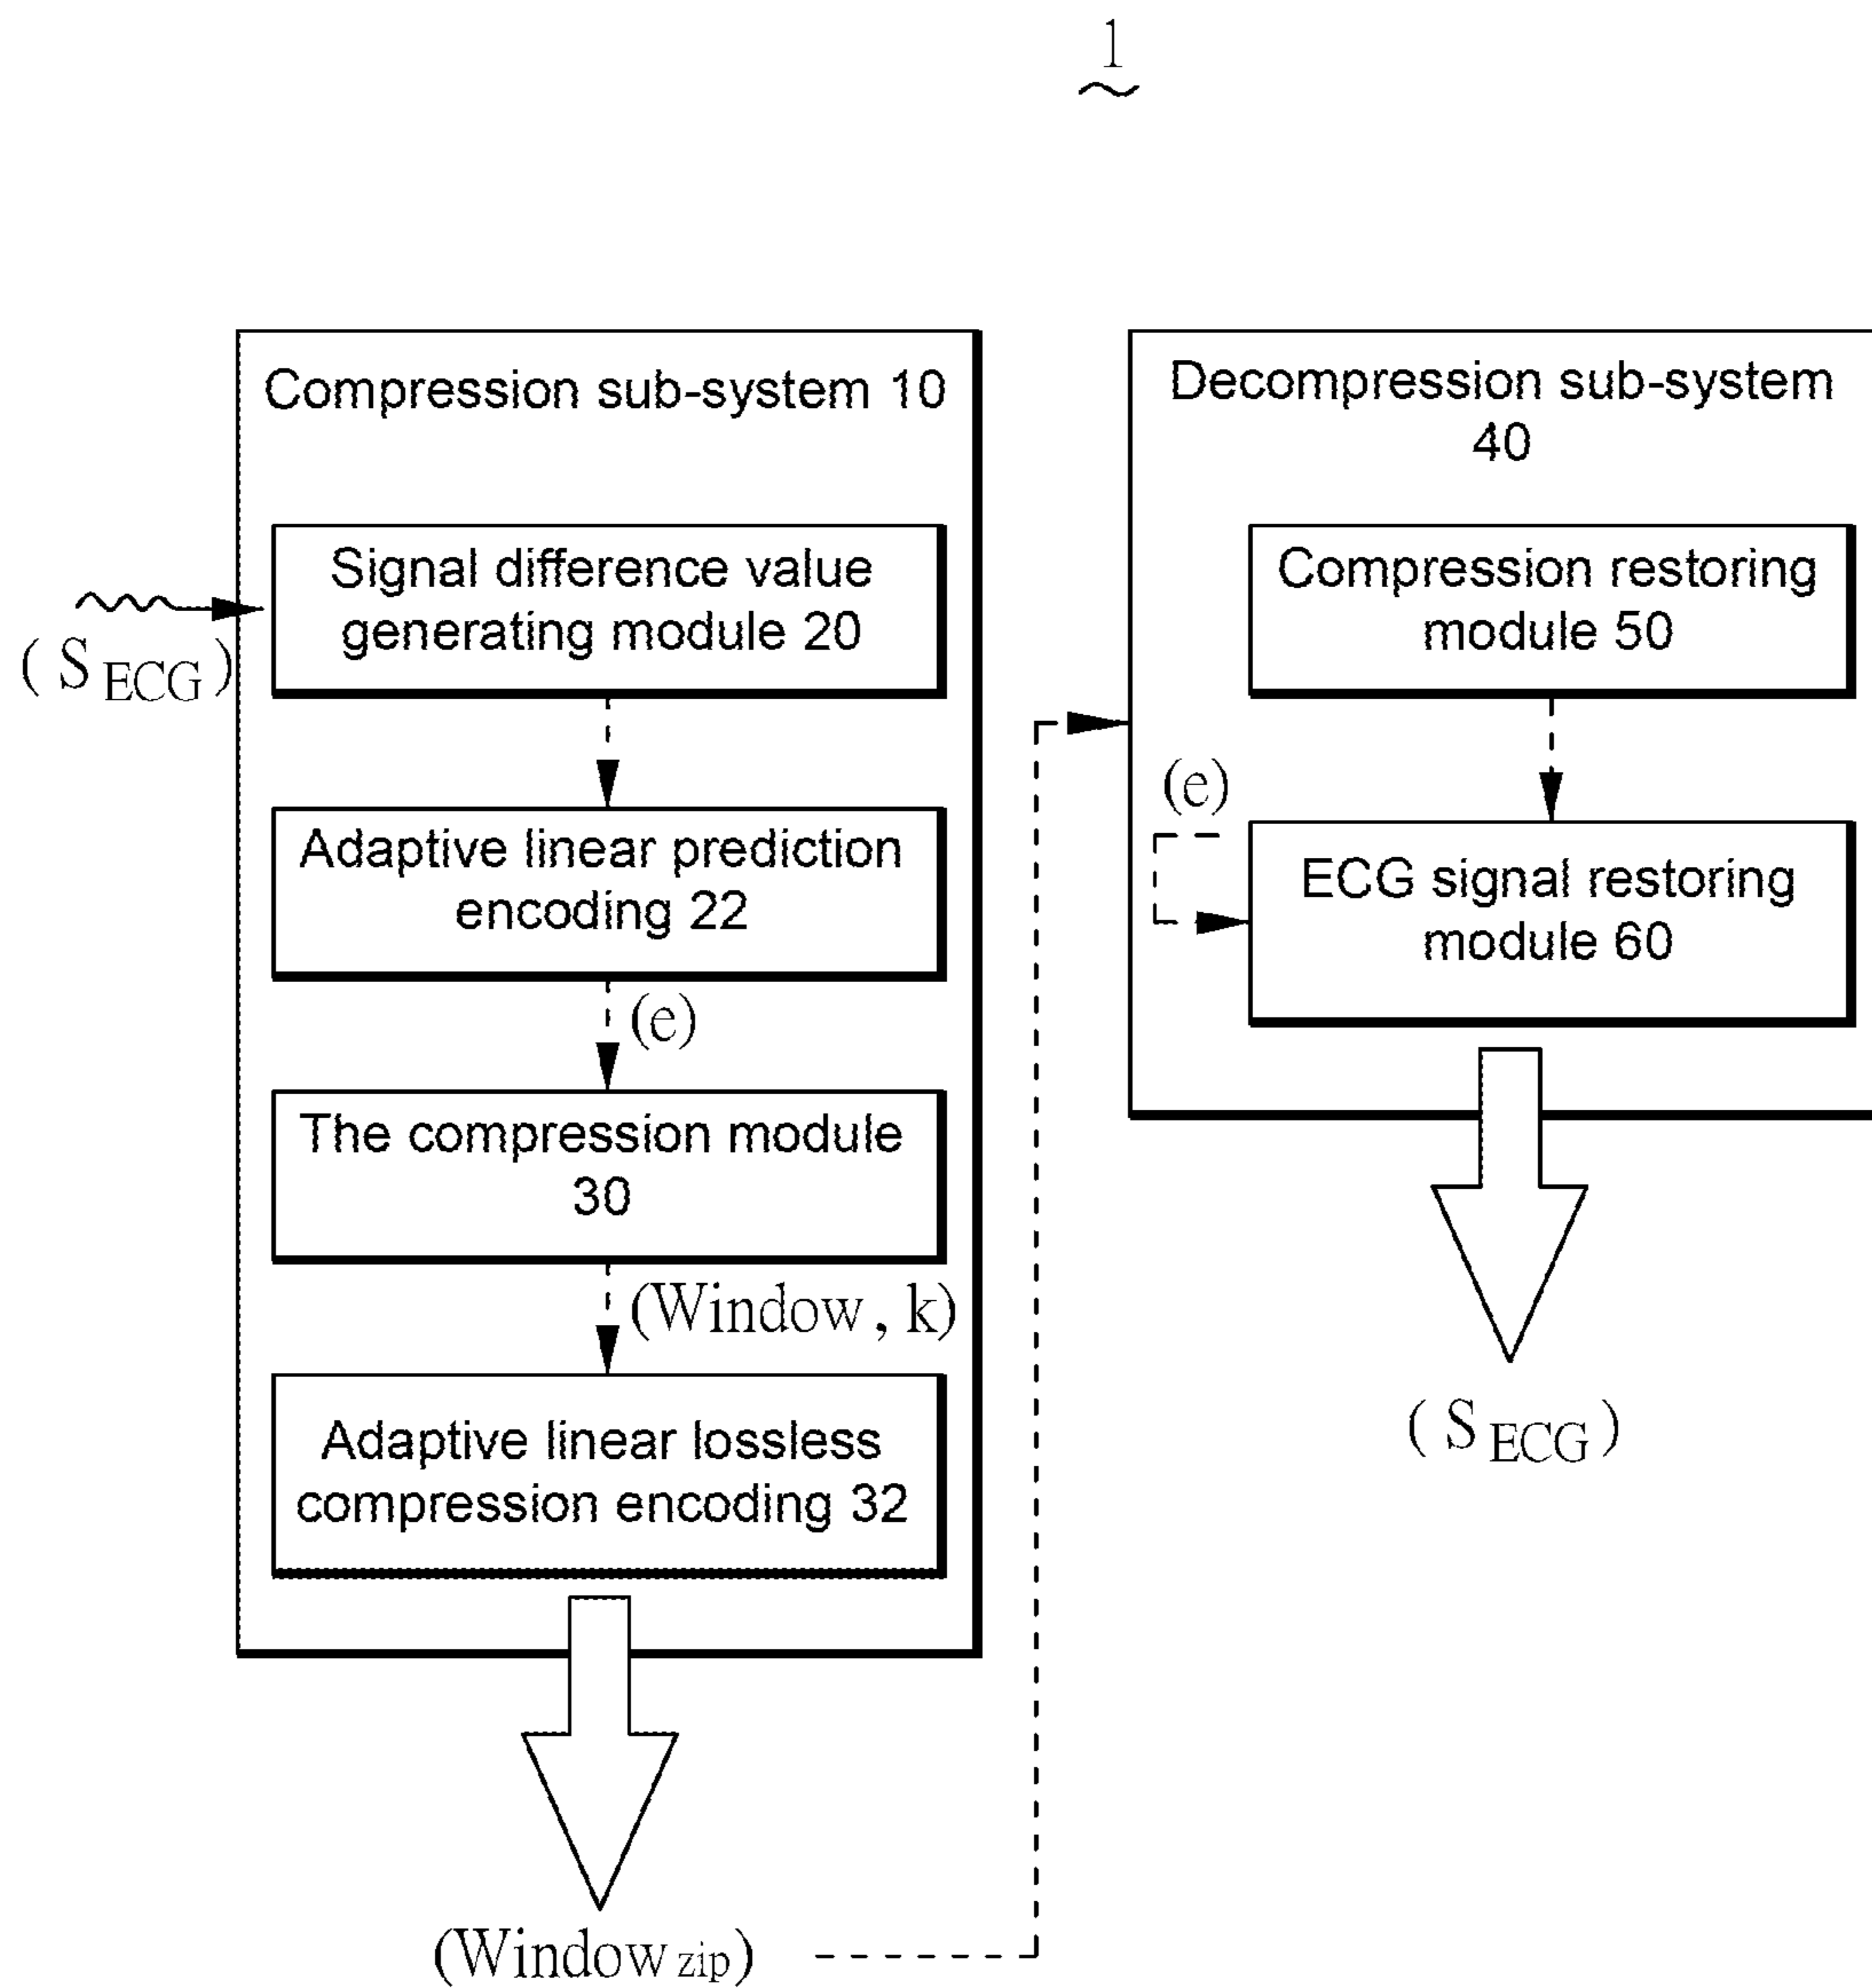 1
Compression sub-system 10
Signal difference value
generating module 20
(S ECG)
Adaptive linear prediction
encoding 22
(e)
The compression module
30
(Window, k)
Adaptive linear lossless
compression encoding 32
(Window zip)
Decompression sub-system
40
Compression restoring
module 50
(e)
ECG signal restoring
module 60
(S ECG)